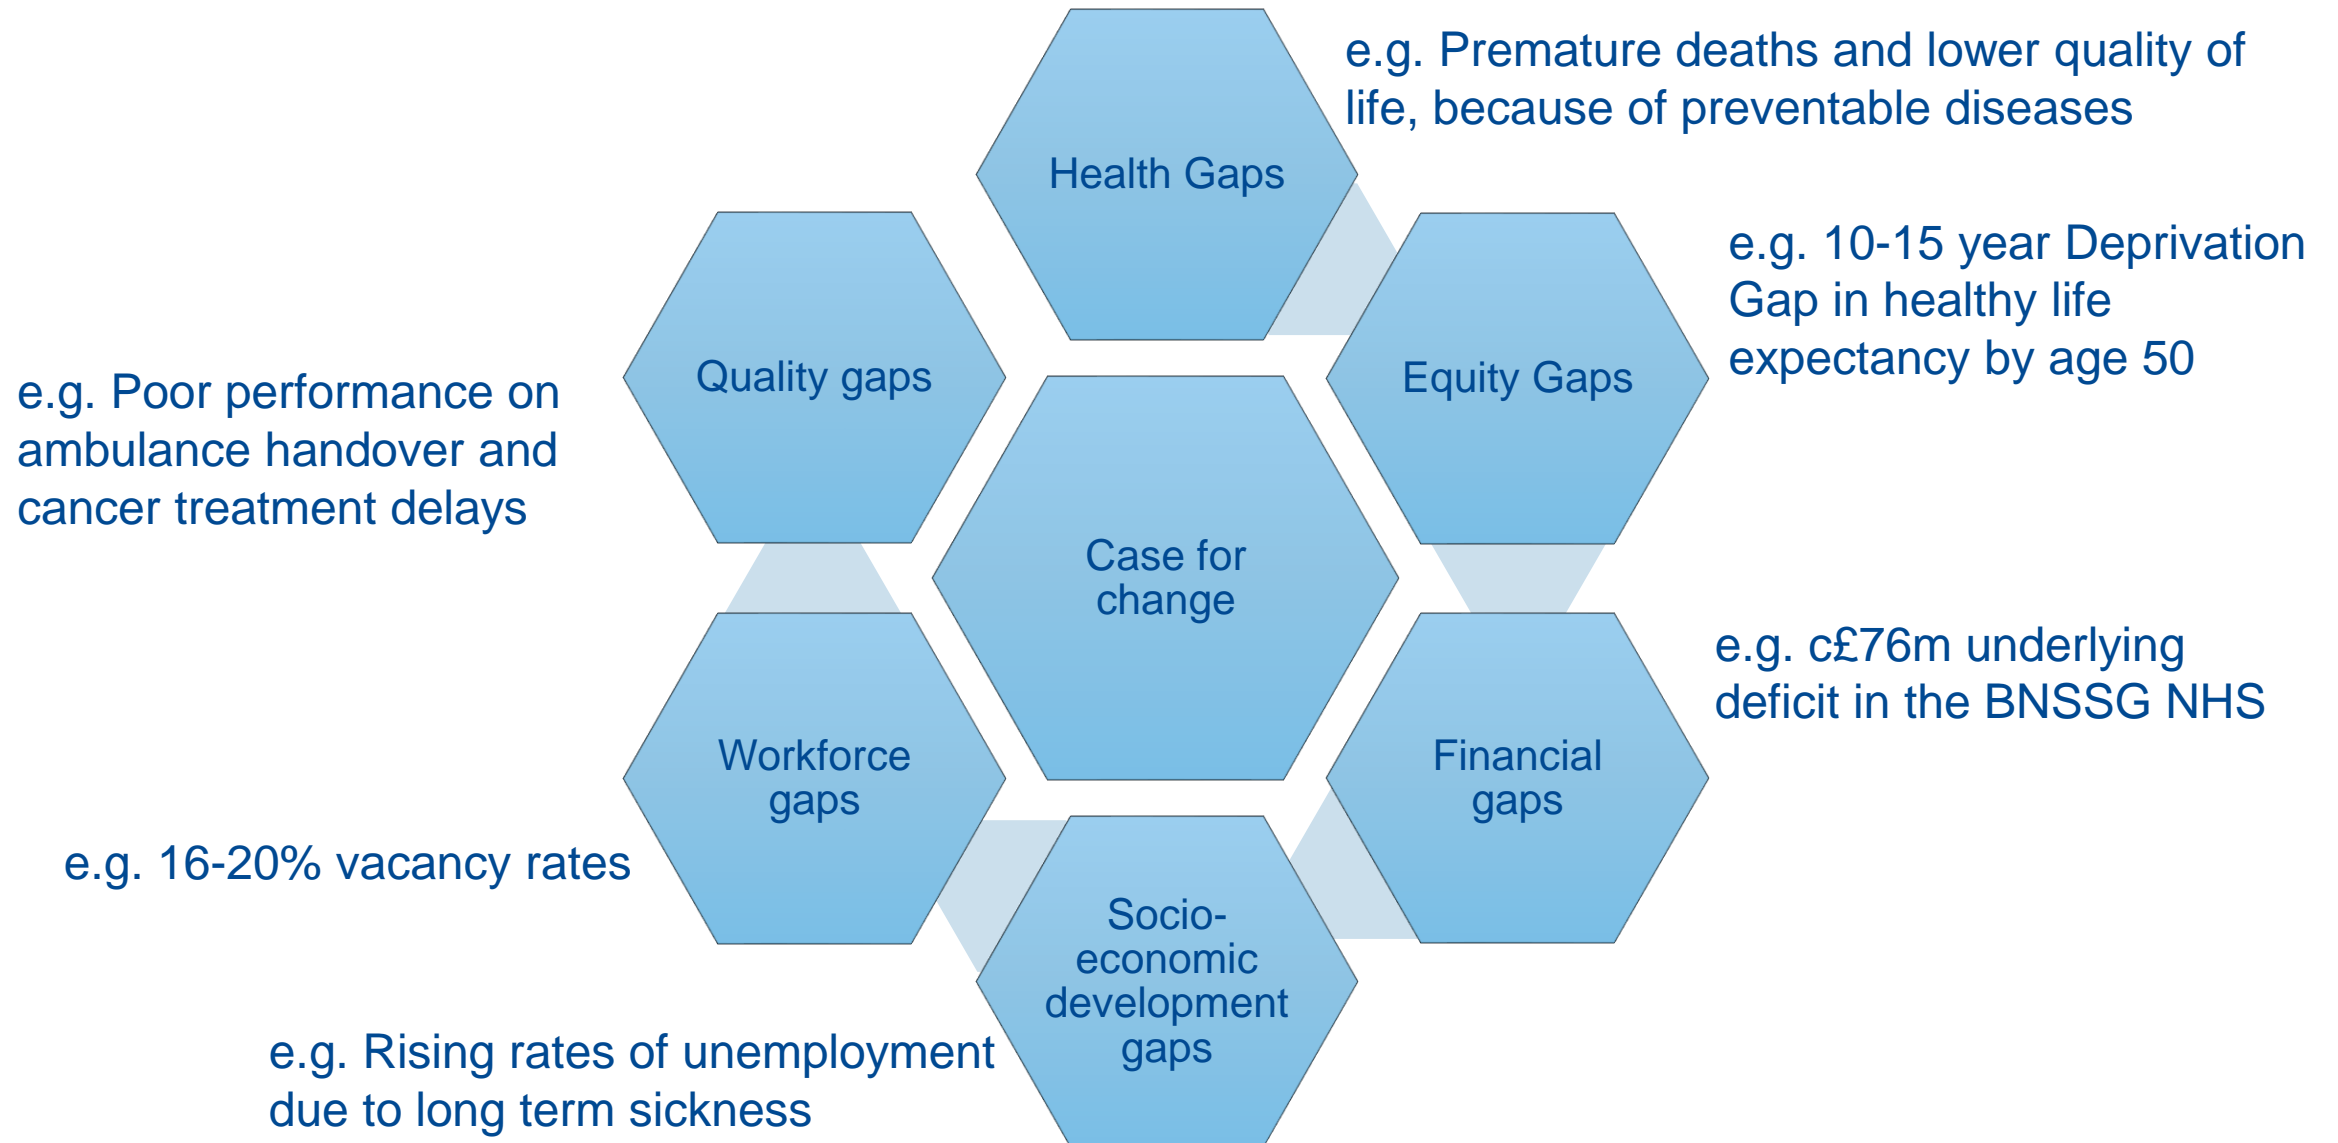 Health Gaps
e.g. Premature deaths and lower quality of
life, because of preventable diseases
Equity Gaps
e.g. 10-15 year Deprivation
Gap in healthy life
expectancy by age 50
Quality gaps
e.g. Poor performance on
ambulance handover and
cancer treatment delays
Case for
change
Financial
gaps
e.g. c£76m underlying
deficit in the BNSSG NHS
Workforce
gaps
e.g. 16-20% vacancy rates
Socio-
economic
development
gaps
e.g. Rising rates of unemployment
due to long term sickness